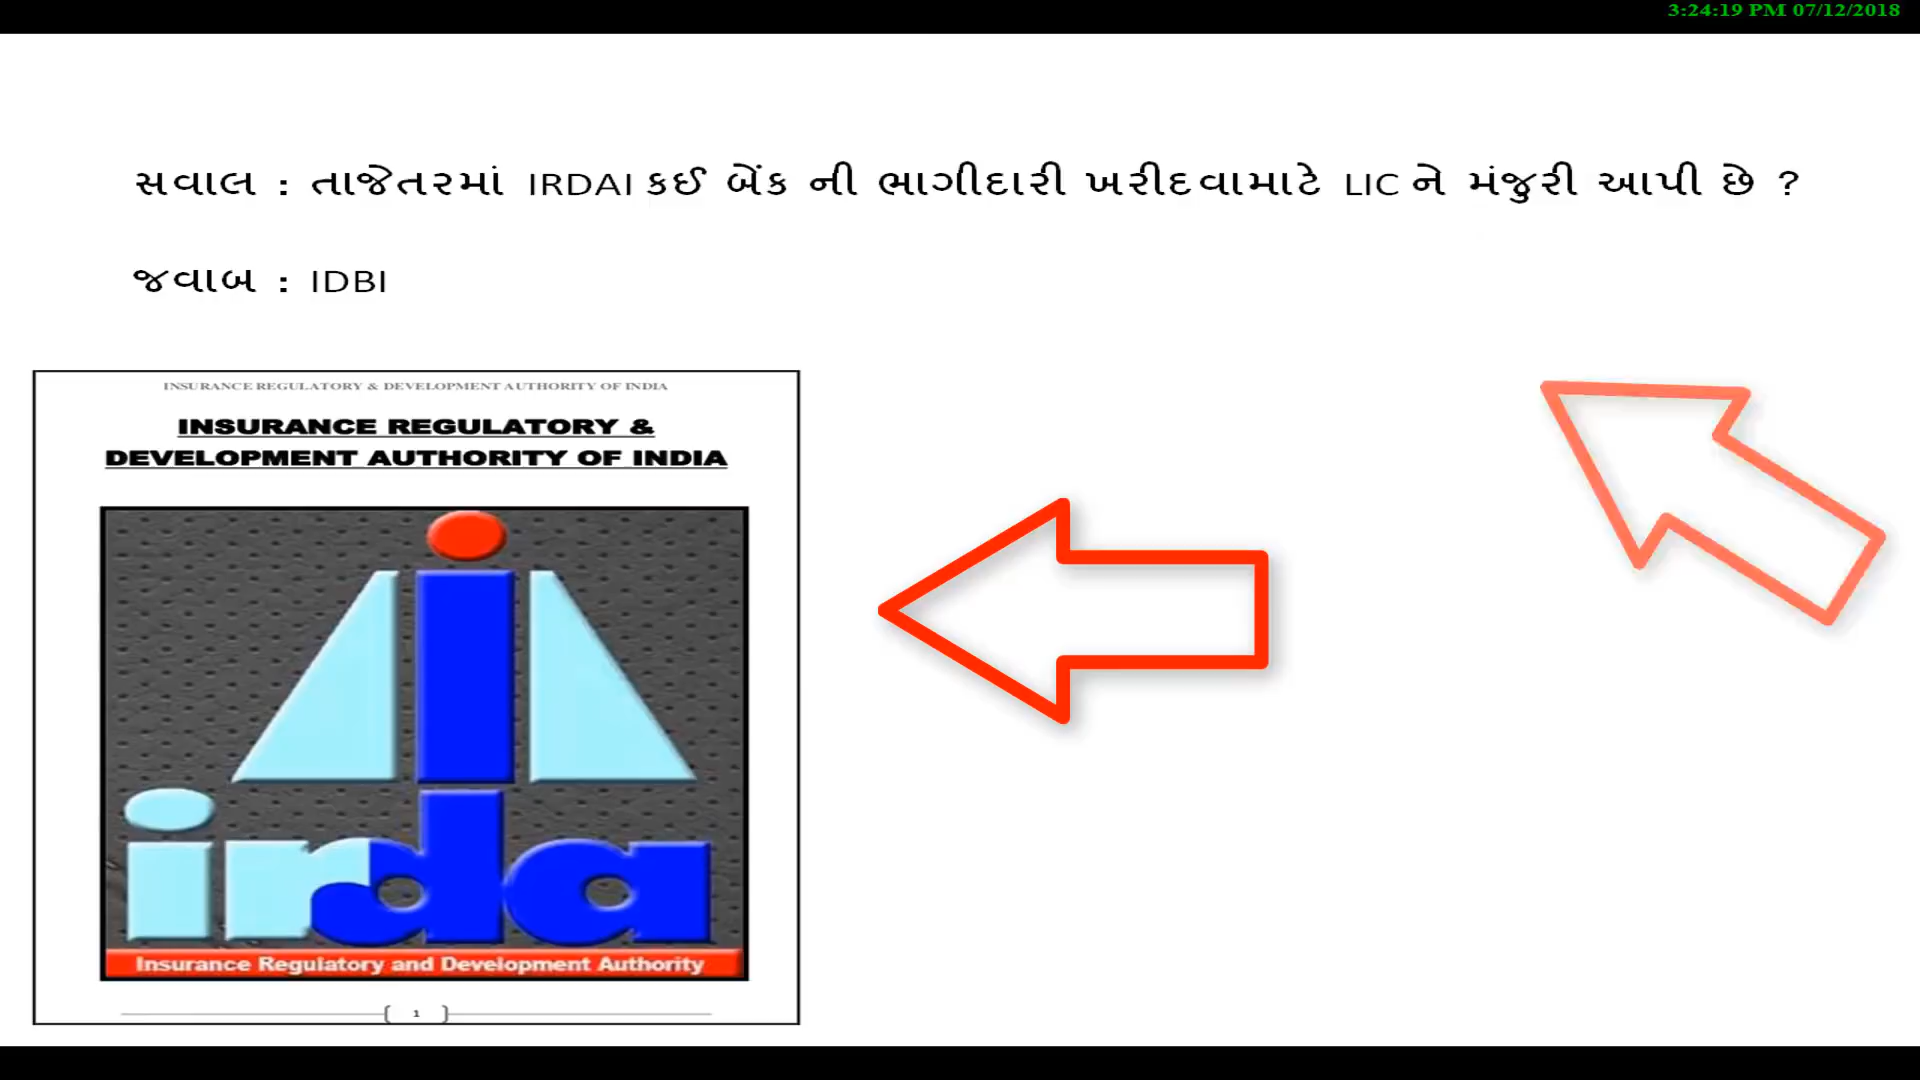 3:24:19 PM 07/12/2018
સવાલ : તાજેતરમાં IRDAI કઈ બેંક ની ભાગીદારી ખરીદવામાટે LIC ને મંજુરી આપી છે ?
જવાબ : IDBI
INSURANCE REGULATORY & DEVELOPMENT AUTHORITY OF INDIA
INSURANCE REGULATORY &
DEVELOPMENT AUTHORITY OF INDIA
irda
Insurance Regulatory and Development Authority
1